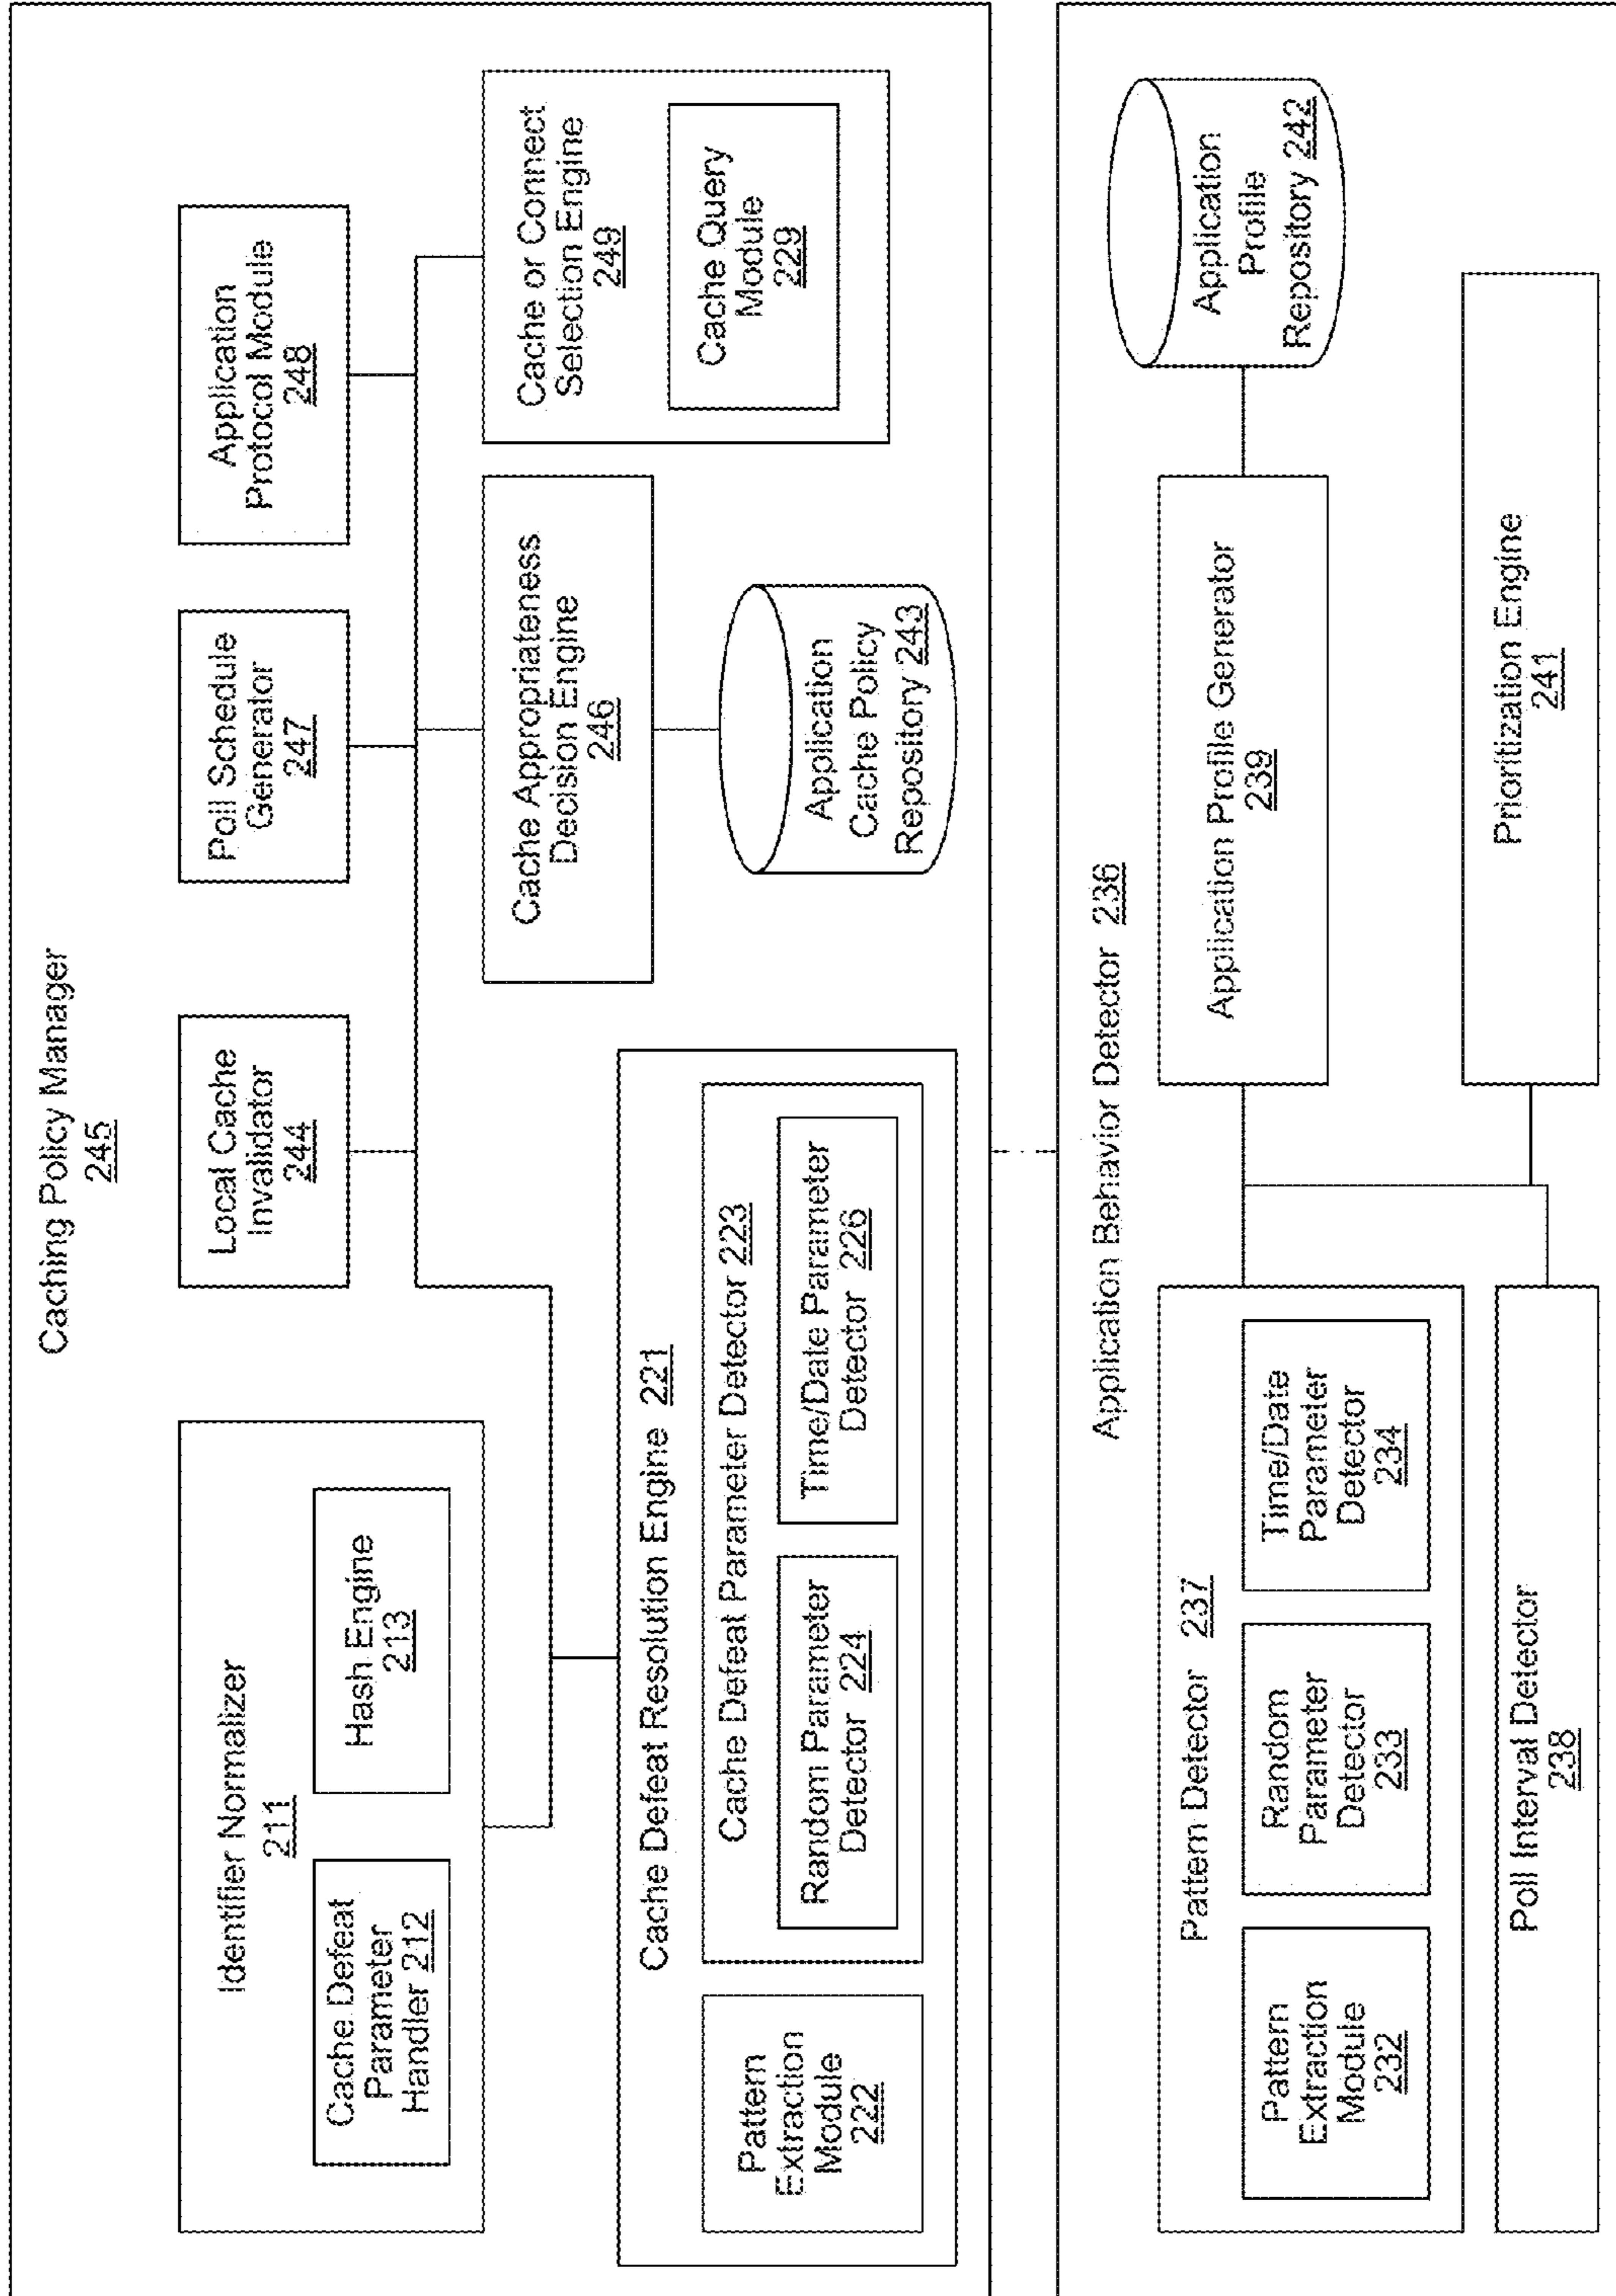 Caching Policy Manager
245
Identifier Normalizer
211
Cache Defeat
Parameter
Handler 212
Hash Engine
213
Local Cache
Invalidator
244
Poll Schedule
Generator
247
Application
Protocol Module
248
Cache Defeat Resolution Engine 221
Pattern
Extraction
Module
222
Cache Defeat Parameter Detector 223
Random Parameter
Detector 224
Time/Date Parameter
Detector 226
Cache Appropriateness
Decision Engine
246
Application
Cache Policy
Repository 243
Cache or Connect
Selection Engine
249
Cache Query
Module
229
Application Behavior Detector 236
Pattern Detector 237
Pattern
Extraction
Module
232
Random
Parameter
Detector
233
Time/Date
Parameter
Detector
234
Poll Interval Detector
238
Application Profile Generator
239
Application
Profile
Repository 242
Prioritization Engine
241